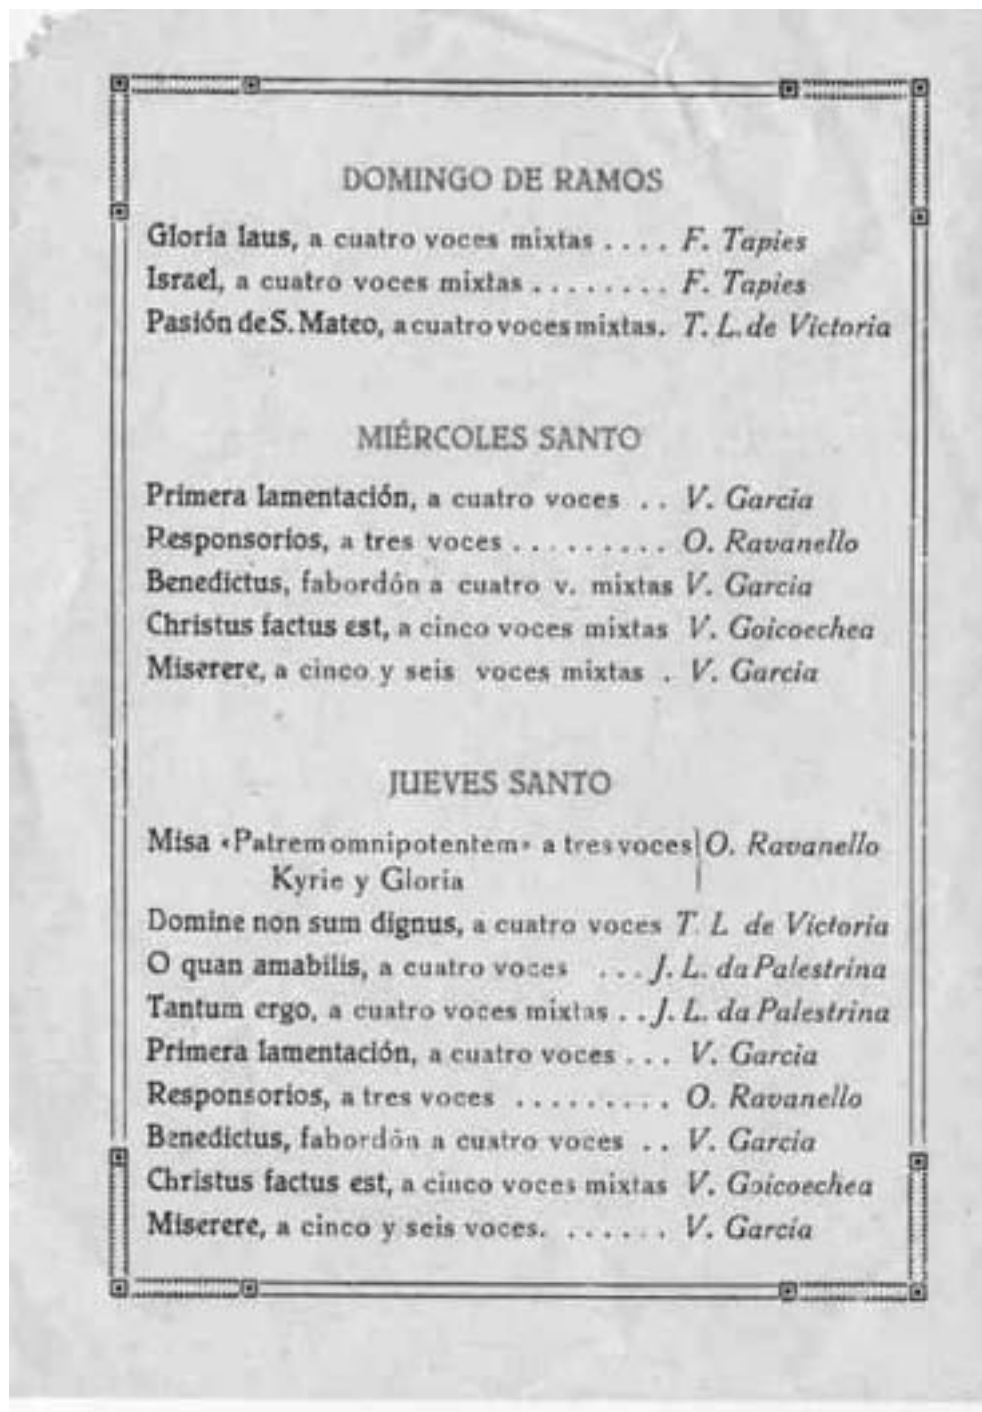 DOMINGO DE RAMOS
Gloria laus, a cuatro voces mixtas .... F. Tapies
Israel, a cuatro voces mixtas ........ F. Tapies
Pasión de S. Mateo, a cuatro voces mixtas. T. L. de Victoria
MIÉRCOLES SANTO
Primera lamentación, a cuatro voces .. V. Garcia
Responsorios, a tres voces ......... O. Ravanello
Benedictus, fabordón a cuatro v. mixtas V. Garcia
Christus factus est, a cinco voces mixtas V. Goicoechea
Miserere, a cinco y seis voces mixtas . V. Garcia
JUEVES SANTO
Misa «Patrem omnipotentem» a tres voces O. Ravanello
Kyrie y Gloria
Domine non sum dignus, a cuatro voces T. L de Victoria
O quan amabilis, a cuatro voces ... J. L. da Palestrina
Tantum ergo, a cuatro voces mixtas .. J. L. da Palestrina
Primera lamentación, a cuatro voces ... V. Garcia
Responsorios, a tres voces ......... O. Ravanello
Benedictus, fabordón a cuatro voces .. V. Garcia
Christus factus est, a cinco voces mixtas V. Goicoechea
Miserere, a cinco y seis voces. ...... V. Garcia